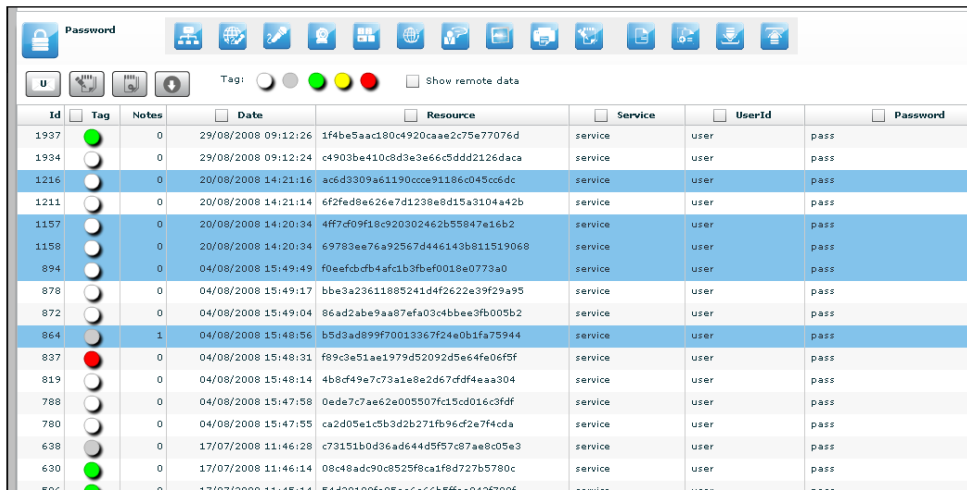 Password
U Tag: Show remote data
Id Tag Notes Date Resource Service UserId Password
1937 0 29/08/2008 09:12:26 1f4be5aac180c4920caae2c75e77076d service user pass
1934 0 29/08/2008 09:12:24 c4903be410c8d3e3e66c5ddd2126daca service user pass
1216 0 20/08/2008 14:21:16 ac6d3309a61190ccce91186c045cc6dc service user pass
1211 0 20/08/2008 14:21:14 6f2fed8e626e7d1238e8d15a3104a42b service user pass
1157 0 20/08/2008 14:20:34 4ff7cf09f18c920302462b55847e16b2 service user pass
1158 0 20/08/2008 14:20:34 69783ee76a92567d446143b811519068 service user pass
894 0 04/08/2008 15:49:49 f0eefcbcfb4afc1b3fbef0018e0773a0 service user pass
878 0 04/08/2008 15:49:17 bbe3a23611885241d4f2622e39f29a95 service user pass
872 0 04/08/2008 15:49:04 86ad2abe9aa87efa03c4bbee3fb005b2 service user pass
864 1 04/08/2008 15:48:56 b5d3ad899f70013367f24e0b1fa75944 service user pass
837 0 04/08/2008 15:48:31 f89c3e51ae1979d52092d5e64fe06f5f service user pass
819 0 04/08/2008 15:48:14 4b8cf49e7c73a1e8e2d67cfdf4eaa304 service user pass
788 0 04/08/2008 15:47:58 0ede7c7ae62e005507fc15cd016c3fdf service user pass
780 0 04/08/2008 15:47:55 ca2d05e1c5b3d2b271fb96cf2e7f4cda service user pass
638 0 17/07/2008 11:46:28 c73151b0d36ad644d5f57c87ae8c05e3 service user pass
630 0 17/07/2008 11:46:14 08c48adc90c8525f8ca1f8d727b5780c service user pass